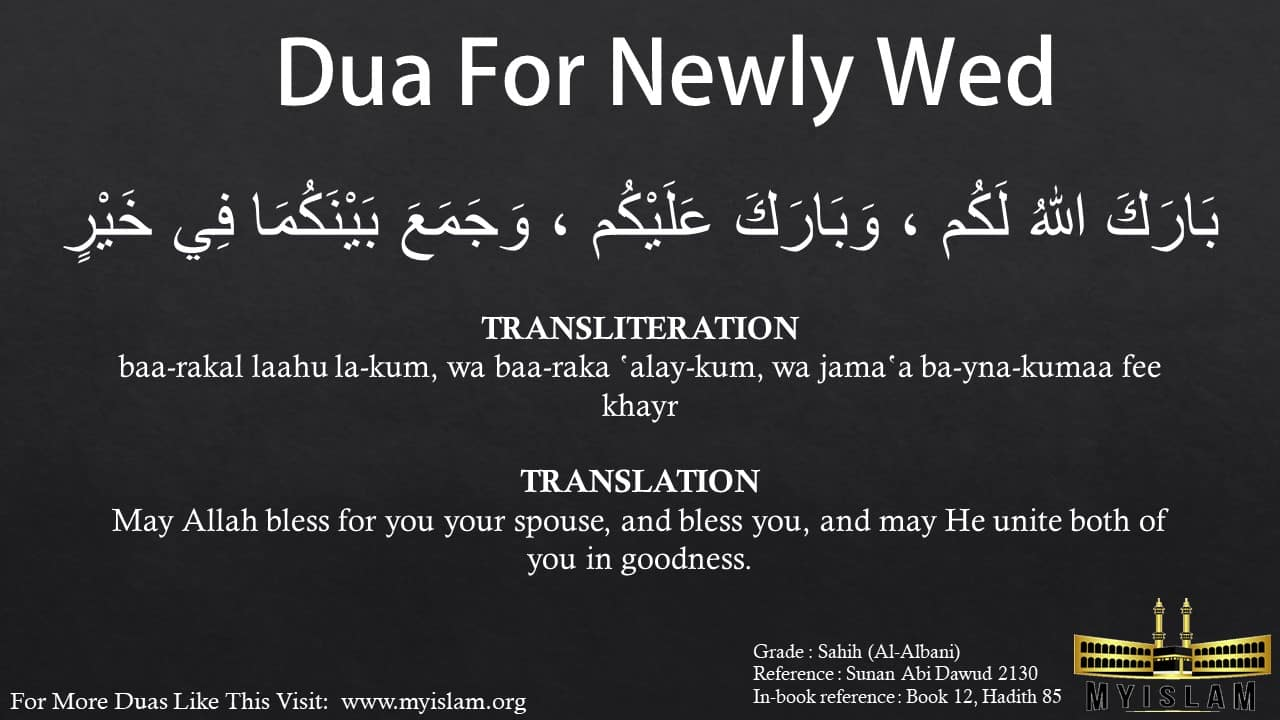 Dua For Newly Wed
بَارَكَ اللهُ لَكُم ، وَبَارَكَ عَلَيْكُم ، وَجَمَعَ بَيْنَكُمَا فِي خَيْرٍ
TRANSLITERATION
baa-rakal laahu la-kum, wa baa-raka ʿalay-kum, wa jamaʿa ba-yna-kumaa fee
khayr
TRANSLATION
May Allah bless for you your spouse, and bless you, and may He unite both of
you in goodness.
Grade : Sahih (Al-Albani)
Reference : Sunan Abi Dawud 2130
In-book reference : Book 12, Hadith 85
MYISLAM
For More Duas Like This Visit: www.myislam.org